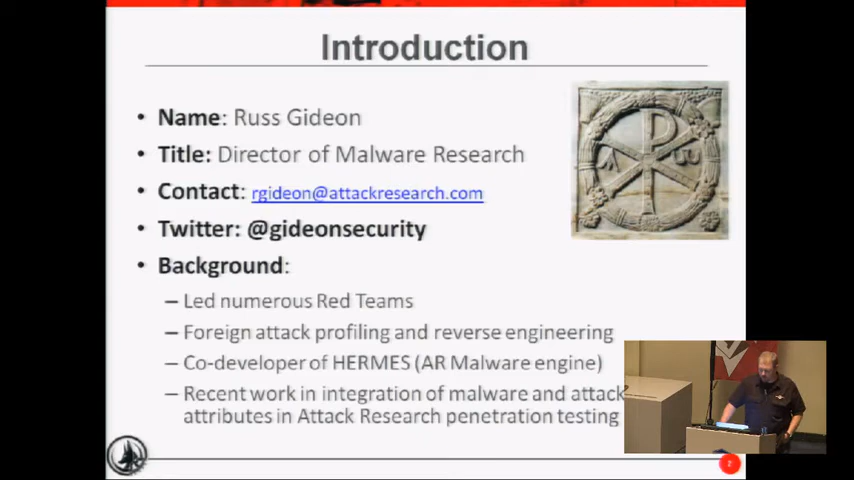 Introduction
• Name: Russ Gideon
• Title: Director of Malware Research
• Contact: rgideon@attackresearch.com
• Twitter: @gideonsecurity
• Background:
– Led numerous Red Teams
– Foreign attack profiling and reverse engineering
– Co-developer of HERMES (AR Malware engine)
– Recent work in integration of malware and attack
attributes in Attack Research penetration testing
2